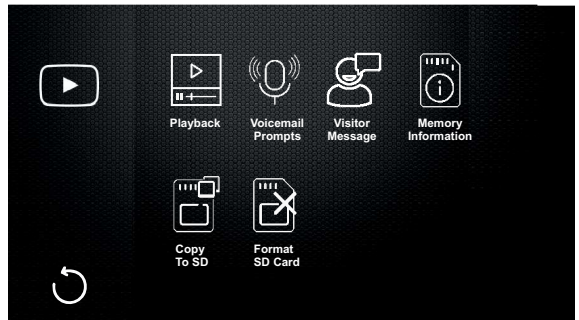 Playback
Voicemail
Prompts
Visitor
Message
Memory
Information
Copy
To SD
Format
SD Card